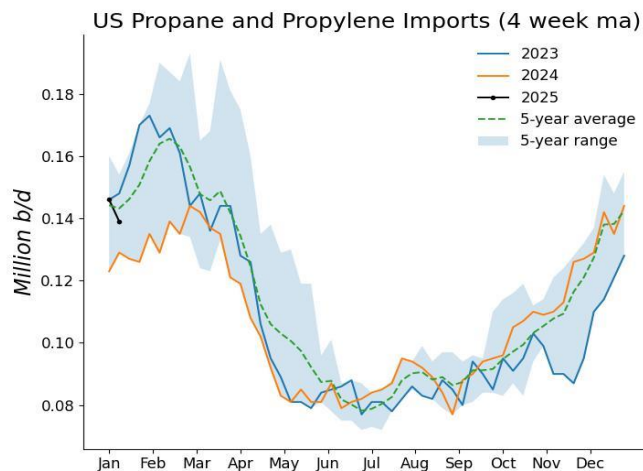 US Propane and Propylene Imports (4 week ma)
2023
2024
2025
5-year average
5-year range
Million b/d
0.18
0.16
0.14
0.12
0.10
0.08
Jan Feb Mar Apr May Jun Jul Aug Sep Oct Nov Dec